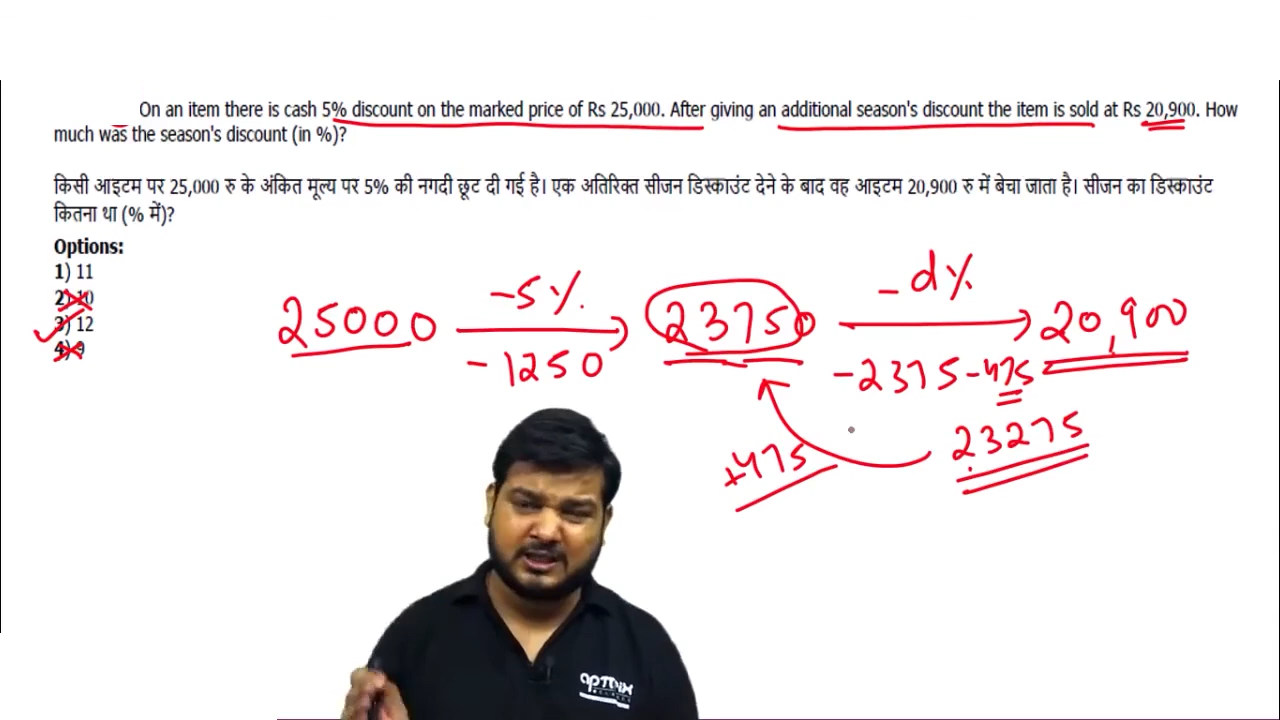 On an item there is cash 5% discount on the marked price of Rs 25,000. After giving an additional season's discount the item is sold at Rs 20,900. How
much was the season's discount (in %)?
किसी आइटम पर 25,000 रु के अंकित मूल्य पर 5% की नगदी छूट दी गई है। एक अतिरिक्त सीजन डिस्काउंट देने के बाद वह आइटम 20,900 रु में बेचा जाता है। सीजन का डिस्काउंट
कितना था (% में)?
Options:
1) 11
2) 10
3) 12
4) 9
25000 -5% 23750 -d% 20,900
-1250 -2375-475
+475 23275